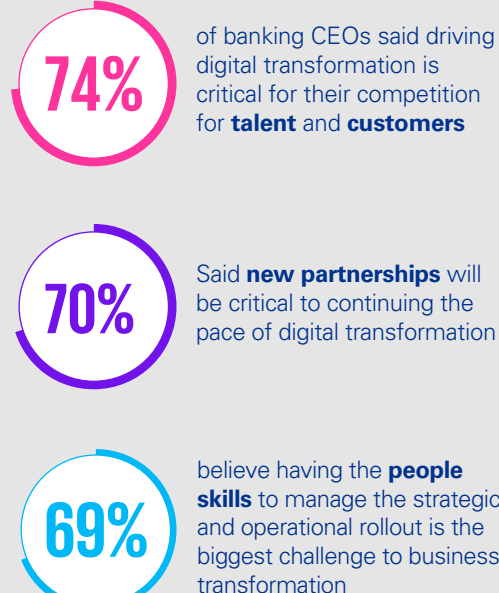 74%
of banking CEOs said driving
digital transformation is
critical for their competition
for talent and customers
70%
Said new partnerships will
be critical to continuing the
pace of digital transformation
69%
believe having the people
skills to manage the strategic
and operational rollout is the
biggest challenge to business
transformation